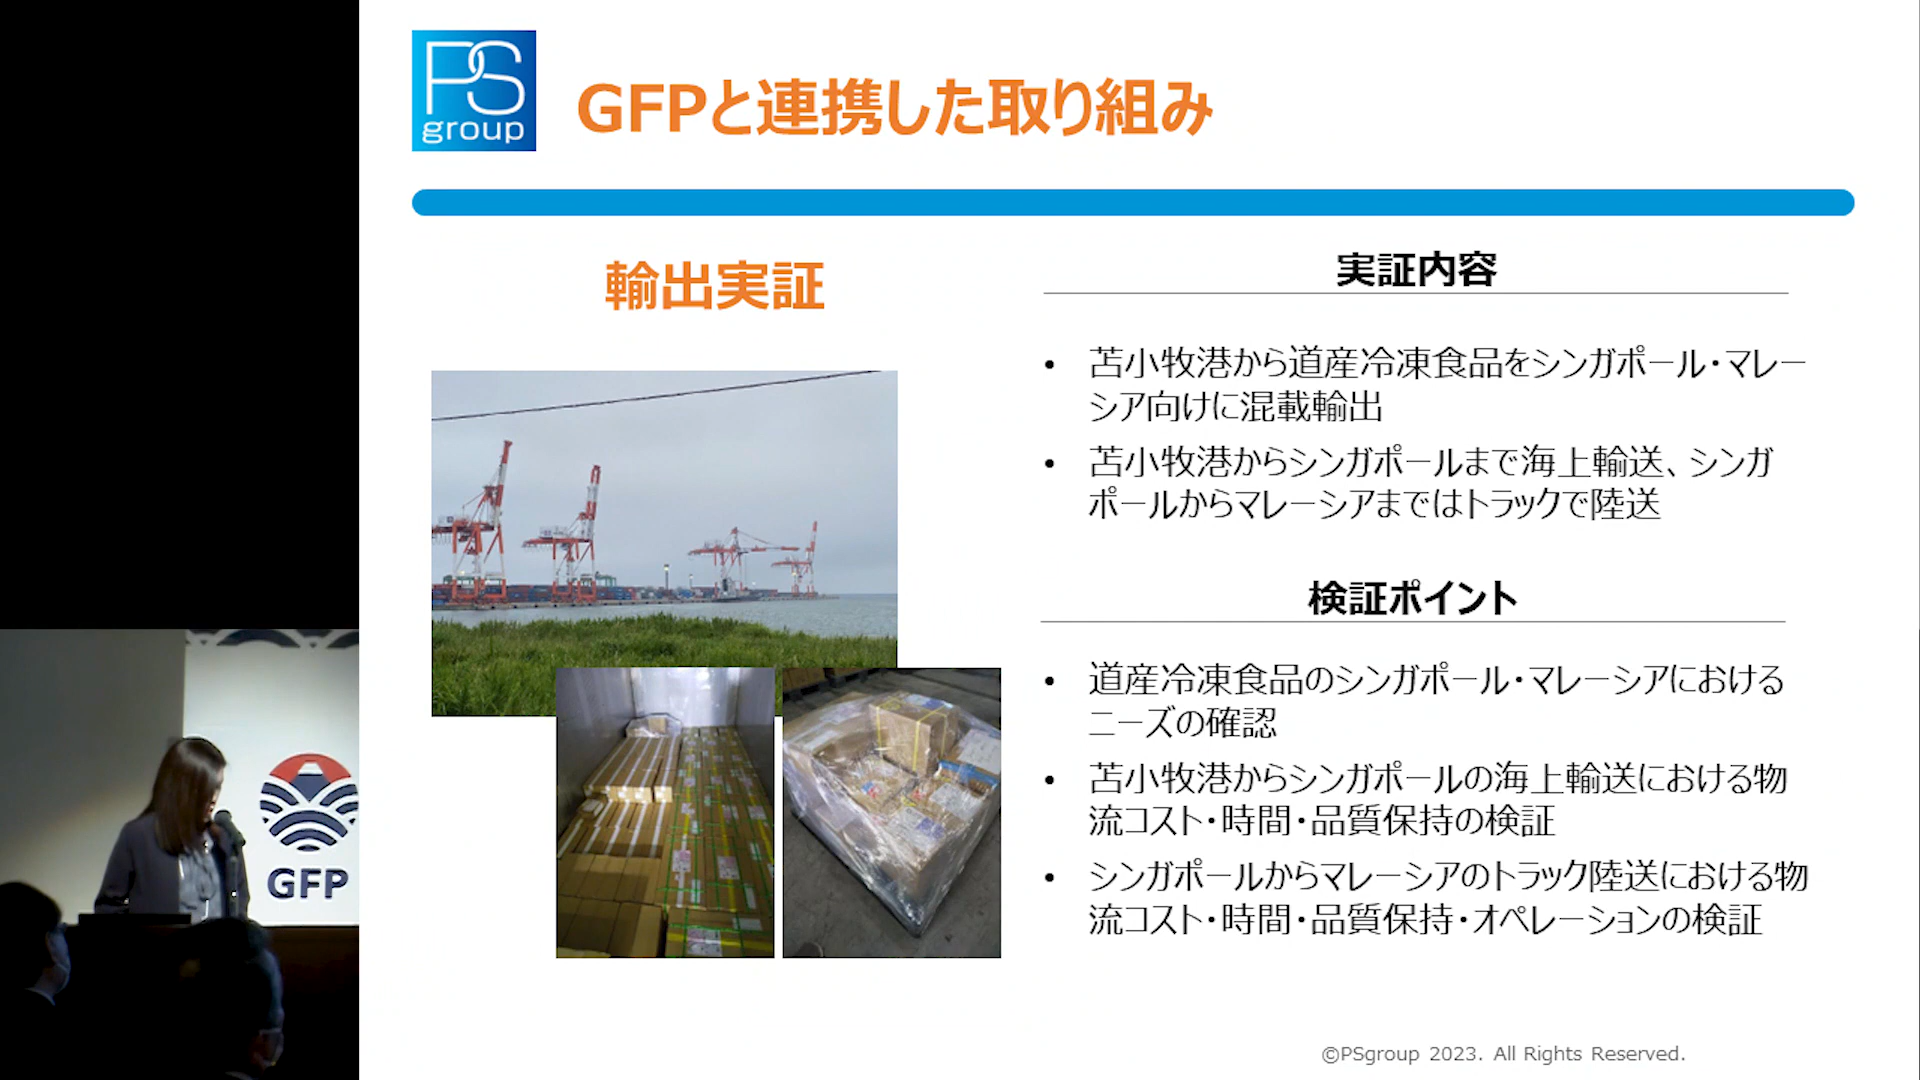 PS
group
GFPと連携した取り組み
輸出実証
実証内容
• 苫小牧港から道産冷凍食品をシンガポール・マレー
シア向けに混載輸出
• 苫小牧港からシンガポールまで海上輸送、シンガ
ポールからマレーシアまではトラックで陸送
検証ポイント
• 道産冷凍食品のシンガポール・マレーシアにおける
ニーズの確認
• 苫小牧港からシンガポールの海上輸送における物
流コスト・時間・品質保持の検証
• シンガポールからマレーシアのトラック陸送における物
流コスト・時間・品質保持・オペレーションの検証
GFP
©PSgroup 2023. All Rights Reserved.